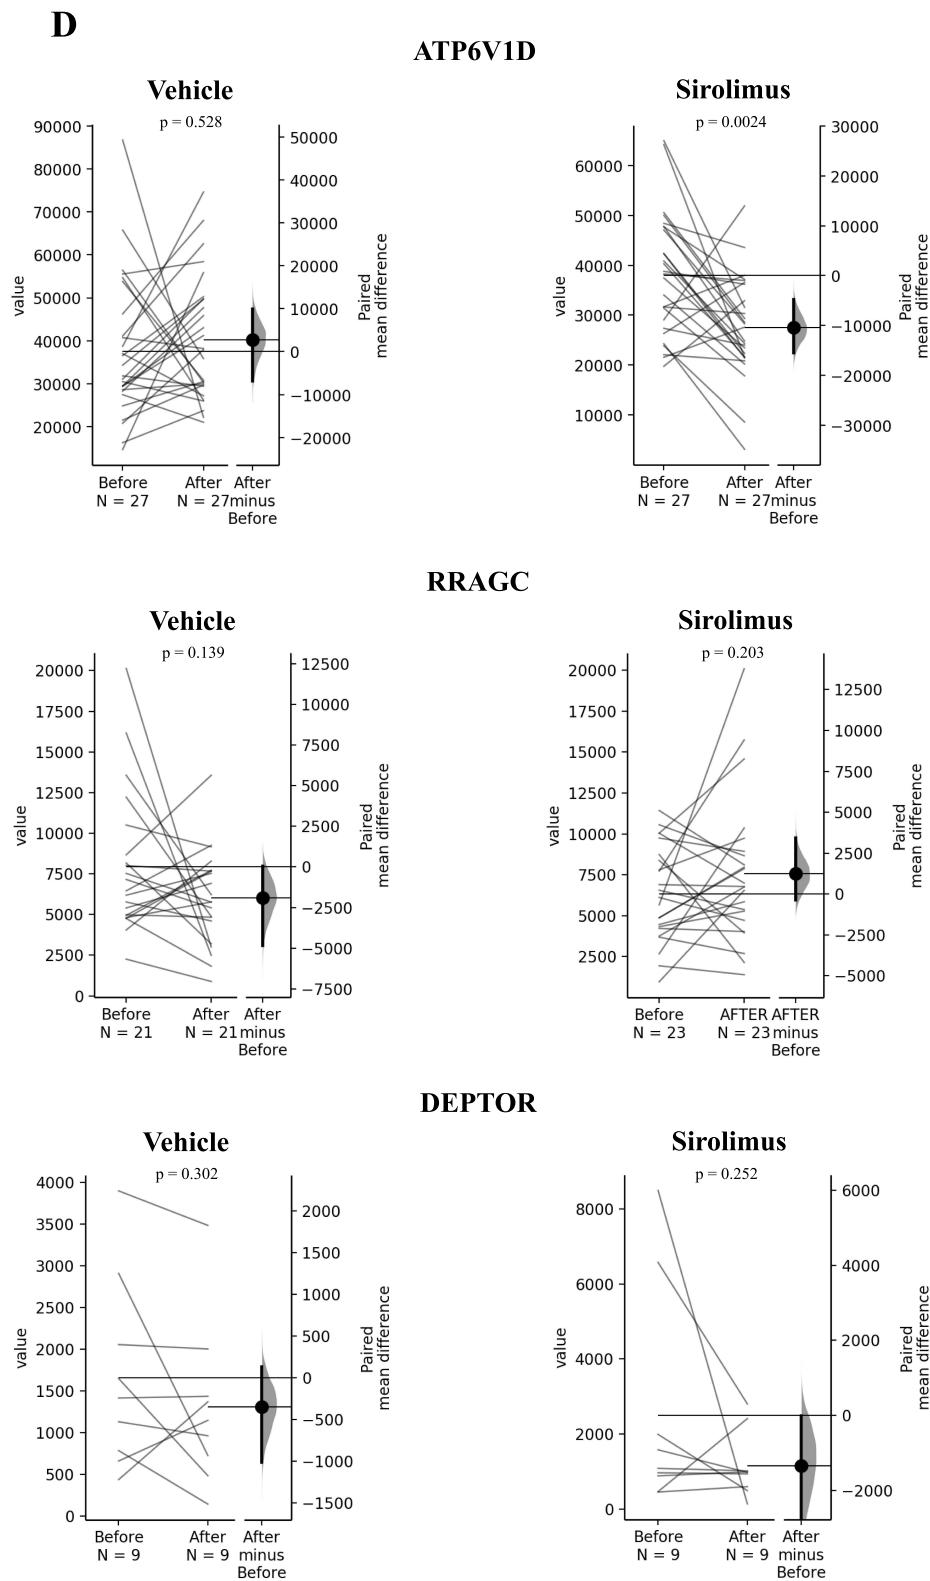 D
ATP6V1D
Vehicle
Sirolimus
p = 0.528
p = 0.0024
90000
80000
70000
60000
50000
40000
30000
20000
value
50000
40000
30000
20000
10000
0
−10000
−20000
Paired
mean difference
Before
N = 27
After
N = 27
After
minus
Before
60000
50000
40000
30000
20000
10000
value
30000
20000
10000
0
−10000
−20000
−30000
Paired
mean difference
Before
N = 27
After
N = 27
After
minus
Before
RRAGC
Vehicle
Sirolimus
p = 0.139
p = 0.203
20000
17500
15000
12500
10000
7500
5000
2500
0
value
12500
10000
7500
5000
2500
0
−2500
−5000
−7500
Paired
mean difference
Before
N = 21
After
N = 21
After
minus
Before
20000
17500
15000
12500
10000
7500
5000
2500
value
12500
10000
7500
5000
2500
0
−2500
−5000
Paired
mean difference
Before
N = 23
AFTER
N = 23
AFTER
minus
Before
DEPTOR
Vehicle
Sirolimus
p = 0.302
p = 0.252
4000
3500
3000
2500
2000
1500
1000
500
0
value
2000
1500
1000
500
0
−500
−1000
−1500
Paired
mean difference
Before
N = 9
After
N = 9
After
minus
Before
8000
6000
4000
2000
0
value
6000
4000
2000
0
−2000
Paired
mean difference
Before
N = 9
After
N = 9
After
minus
Before